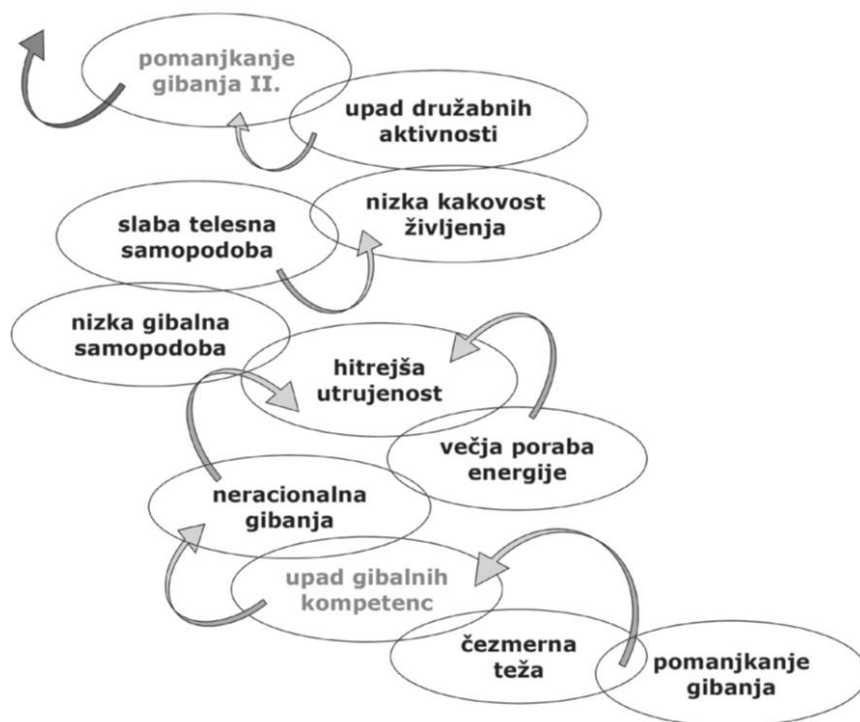 pomanjkanje
gibanja II.
upad družabnih
aktivnosti
nizka kakovost
življenja
slaba telesna
samopodoba
nizka gibalna
samopodoba
hitrejša
utrujenost
večja poraba
energije
neracionalna
gibanja
upad gibalnih
kompetenc
čezmerna
teža
pomanjkanje
gibanja